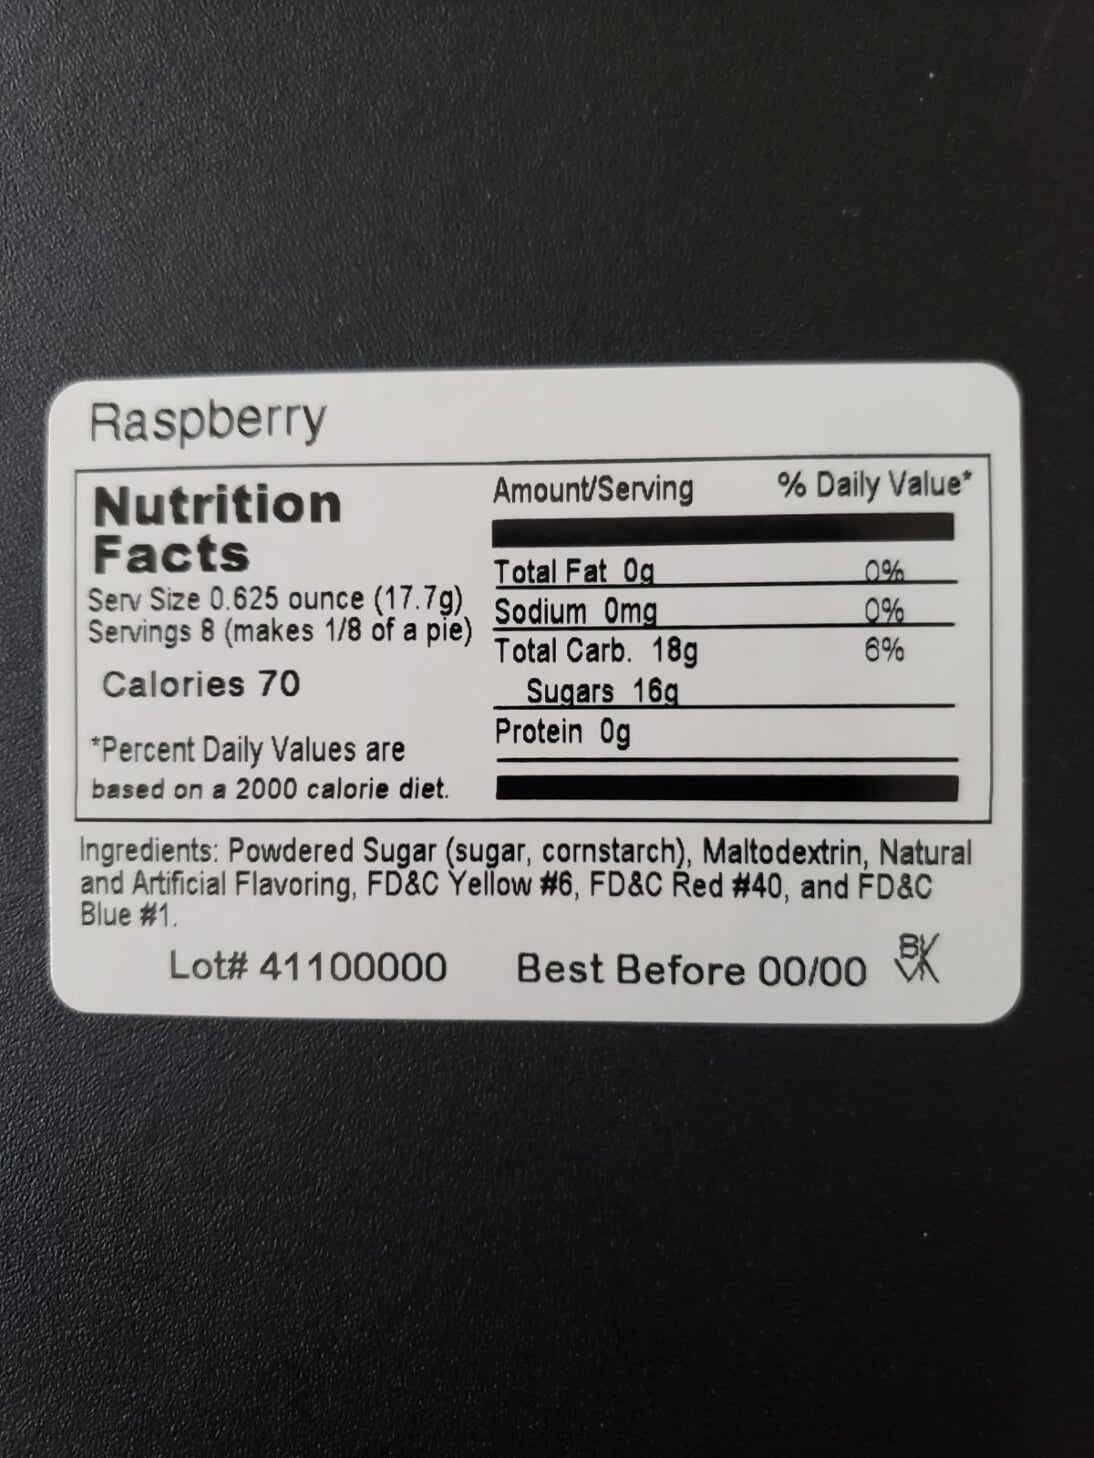 Raspberry
Nutrition
Facts
Serv Size 0.625 ounce (17.7g)
Servings 8 (makes 1/8 of a pie)
Calories 70
*Percent Daily Values are
based on a 2000 calorie diet.
Amount/Serving % Daily Value*
Total Fat 0g 0%
Sodium 0mg 0%
Total Carb. 18g 6%
Sugars 16g
Protein 0g
Ingredients: Powdered Sugar (sugar, cornstarch), Maltodextrin, Natural
and Artificial Flavoring, FD&C Yellow #6, FD&C Red #40, and FD&C
Blue #1.
Lot# 41100000 Best Before 00/00